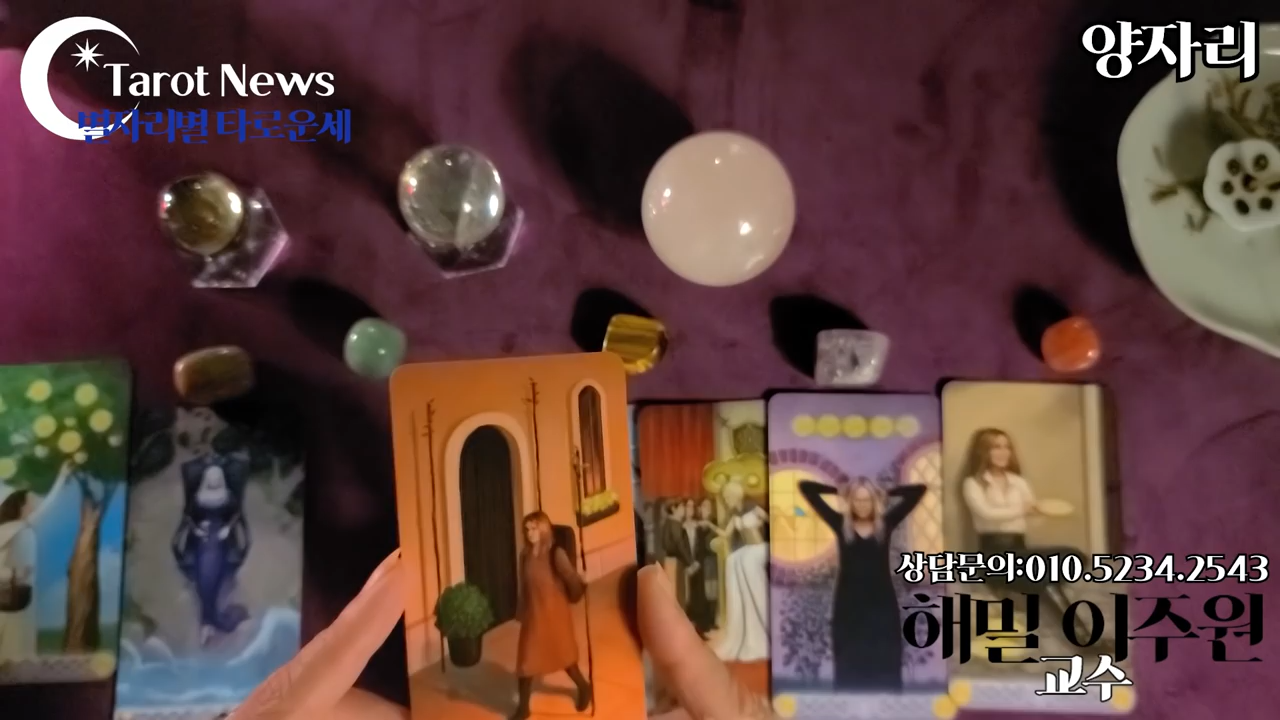 Tarot News
별자리별 타로운세
양자리
상담문의:010.5234.2543
해밀 이주원
교수